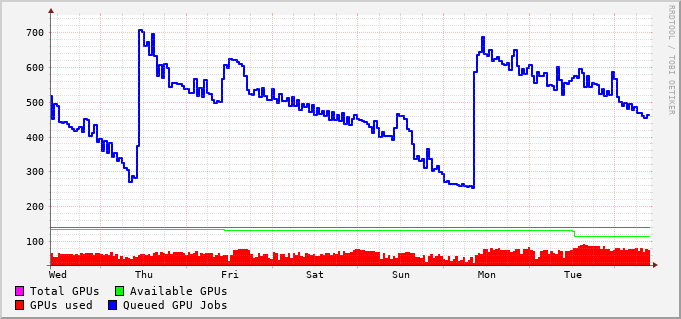 RRDTOOL / TOBI OETIKER
700
600
500
400
300
200
100
Wed Thu Fri Sat Sun Mon Tue
Total GPUs Available GPUs
GPUs used Queued GPU Jobs